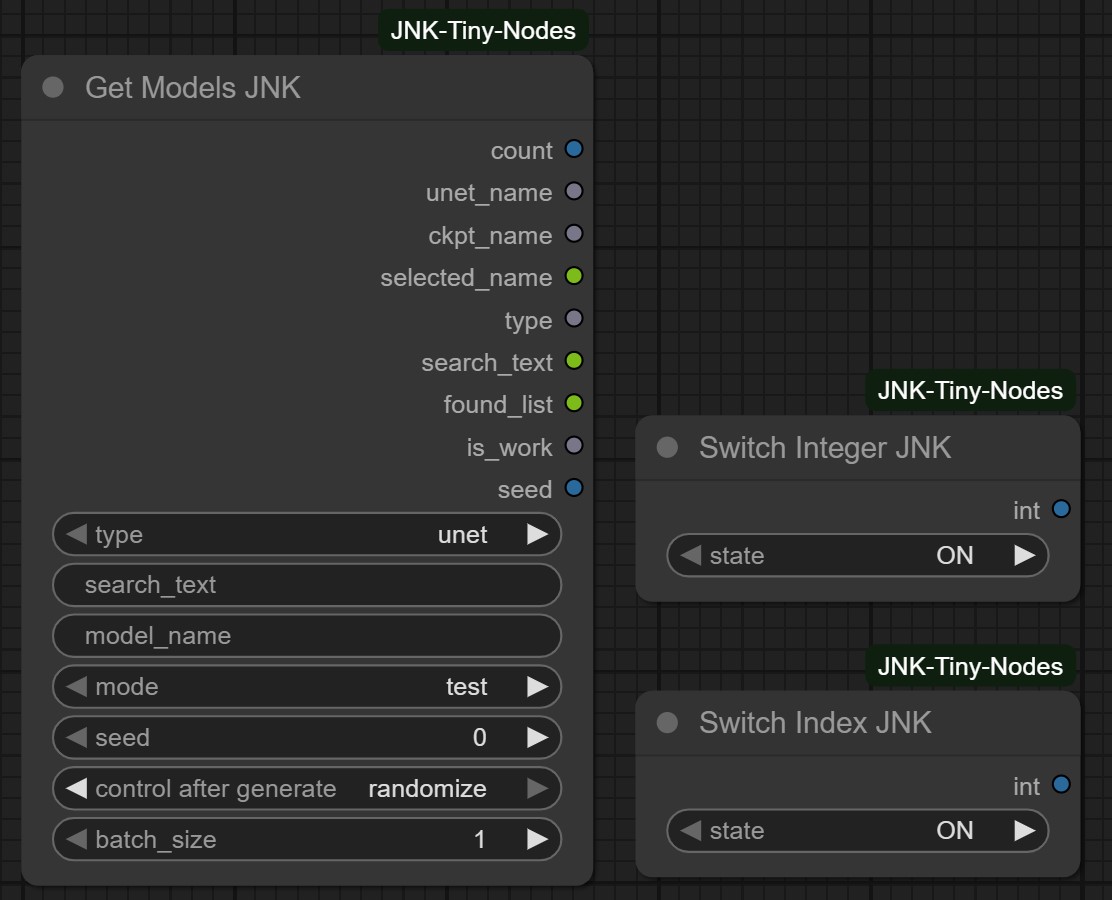 JNK-Tiny-Nodes
Get Models JNK
count
unet_name
ckpt_name
selected_name
type
search_text
found_list
is_work
seed
type unet
search_text
model_name
mode test
seed 0
control after generate randomize
batch_size 1
JNK-Tiny-Nodes
Switch Integer JNK
int
state ON
JNK-Tiny-Nodes
Switch Index JNK
int
state ON